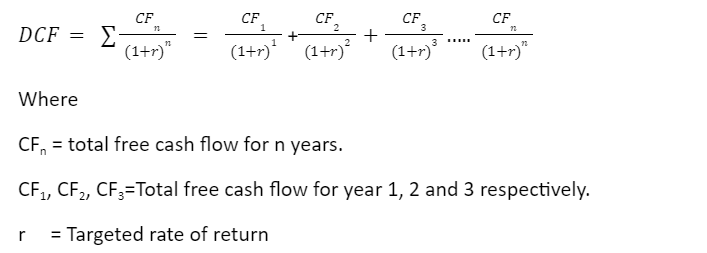 DCF = Σ CFₙ/(1+r)ⁿ = CF₁/(1+r)¹ + CF₂/(1+r)² + CF₃/(1+r)³ ..... CFₙ/(1+r)ⁿ
Where
CFₙ = total free cash flow for n years.
CF₁, CF₂, CF₃=Total free cash flow for year 1, 2 and 3 respectively.
r = Targeted rate of return